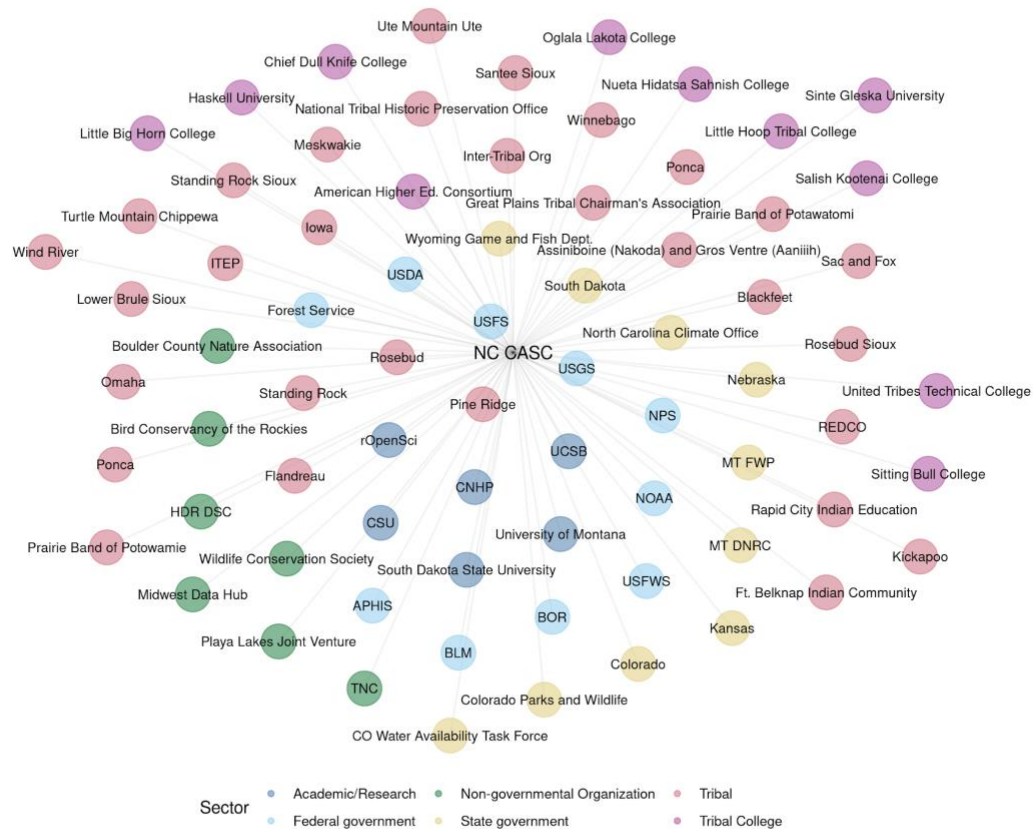 Ute Mountain Ute
Oglala Lakota College
Chief Dull Knife College
Santee Sioux
Nueta Hidatsa Sahnish College
Haskell University
Sinte Gleska University
National Tribal Historic Preservation Office
Winnebago
Little Big Horn College
Little Hoop Tribal College
Meskwakie
Inter-Tribal Org
Ponca
Standing Rock Sioux
Salish Kootenai College
American Higher Ed. Consortium
Great Plains Tribal Chairman's Association
Turtle Mountain Chippewa
Prairie Band of Potawatomi
Iowa
Wyoming Game and Fish Dept.
Wind River
Assiniboine (Nakoda) and Gros Ventre (Aaniiih)
ITEP
Sac and Fox
USDA
South Dakota
Lower Brule Sioux
Blackfeet
Forest Service
USFS
North Carolina Climate Office
Boulder County Nature Association
Rosebud Sioux
NC GASC
Rosebud
USGS
Omaha
Nebraska
United Tribes Technical College
Standing Rock
Pine Ridge
NPS
Bird Conservancy of the Rockies
REDCO
rOpenSci
UCSB
Ponca
MT FWP
Flandreau
Sitting Bull College
CNHP
NOAA
HDR DSC
Rapid City Indian Education
CSU
University of Montana
Prairie Band of Potowamie
MT DNRC
Wildlife Conservation Society
Kickapoo
South Dakota State University
USFWS
Midwest Data Hub
Ft. Belknap Indian Community
APHIS
BOR
Kansas
Playa Lakes Joint Venture
BLM
Colorado
TNC
Colorado Parks and Wildlife
CO Water Availability Task Force
Sector
Academic/Research
Non-governmental Organization
Tribal
Federal government
State government
Tribal College